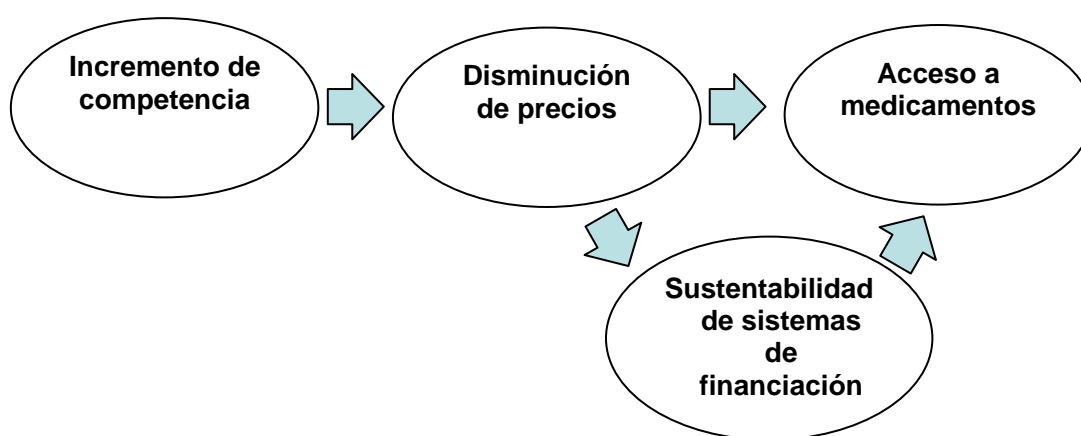 Incremento de
competencia
Disminución
de precios
Acceso a
medicamentos
Sustentabilidad
de sistemas
de
financiación